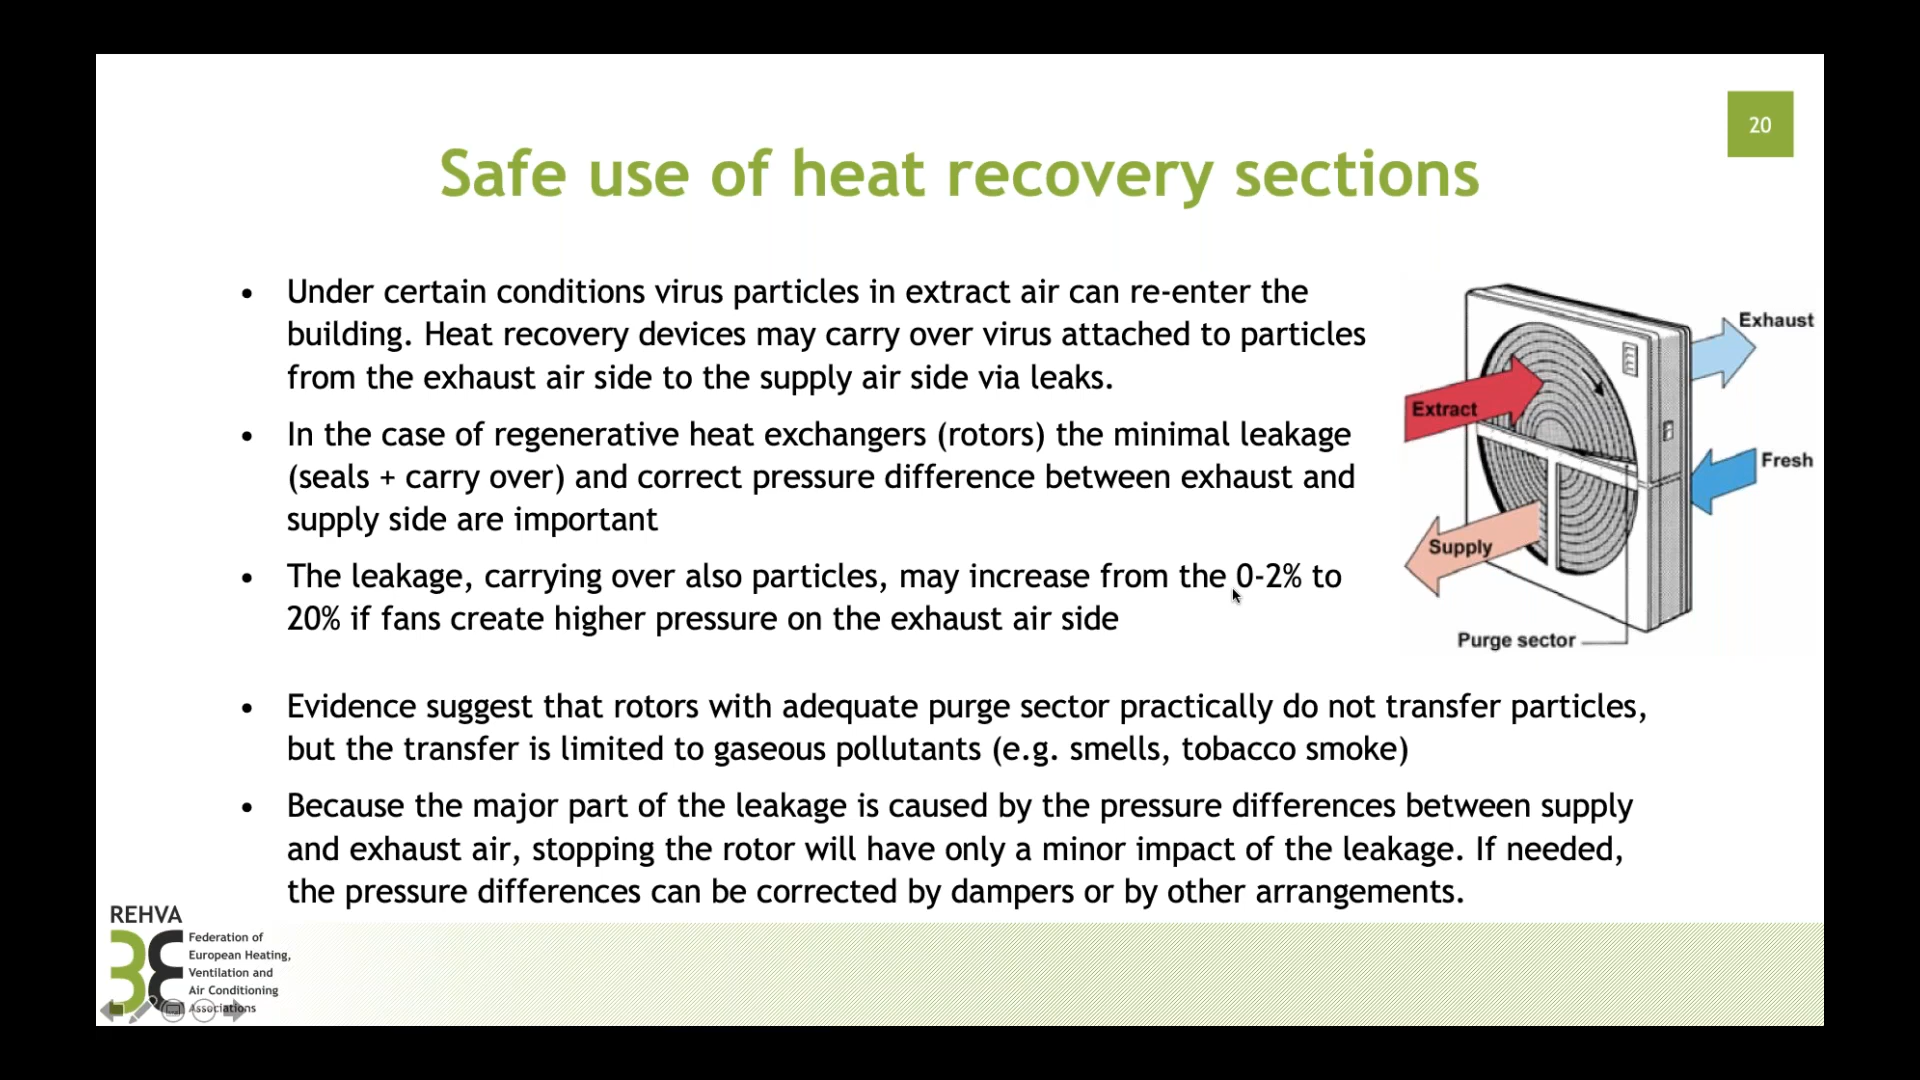 20
Safe use of heat recovery sections
• Under certain conditions virus particles in extract air can re-enter the
building. Heat recovery devices may carry over virus attached to particles
from the exhaust air side to the supply air side via leaks.
• In the case of regenerative heat exchangers (rotors) the minimal leakage
(seals + carry over) and correct pressure difference between exhaust and
supply side are important
• The leakage, carrying over also particles, may increase from the 0-2% to
20% if fans create higher pressure on the exhaust air side
Exhaust
Extract
Fresh
Supply
Purge sector
• Evidence suggest that rotors with adequate purge sector practically do not transfer particles,
but the transfer is limited to gaseous pollutants (e.g. smells, tobacco smoke)
• Because the major part of the leakage is caused by the pressure differences between supply
and exhaust air, stopping the rotor will have only a minor impact of the leakage. If needed,
the pressure differences can be corrected by dampers or by other arrangements.
REHVA
Federation of
European Heating,
Ventilation and
Air Conditioning
Associations